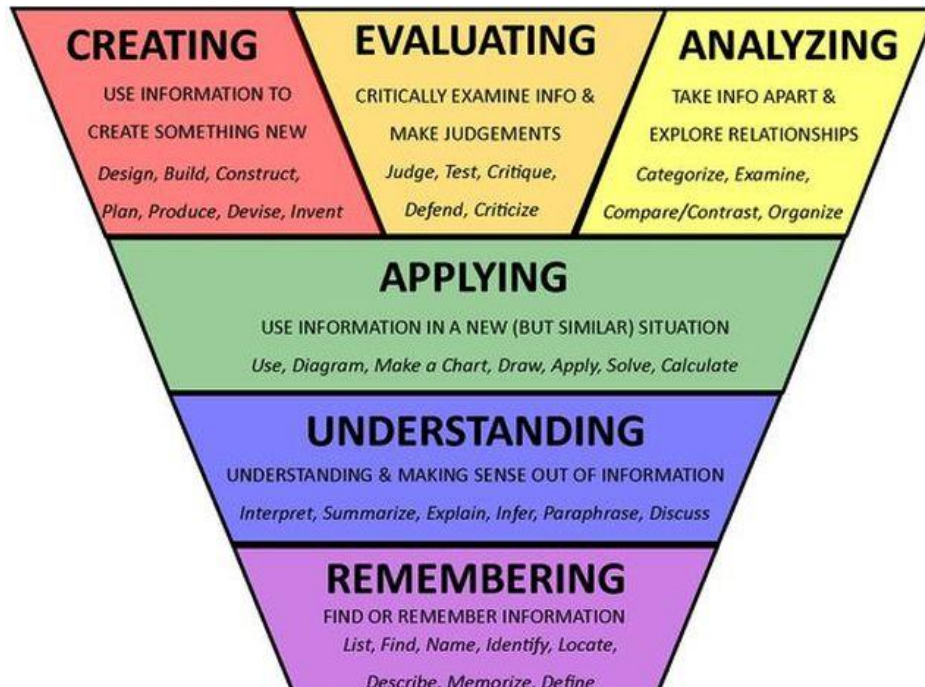 CREATING
USE INFORMATION TO
CREATE SOMETHING NEW
Design, Build, Construct,
Plan, Produce, Devise, Invent
EVALUATING
CRITICALLY EXAMINE INFO &
MAKE JUDGEMENTS
Judge, Test, Critique,
Defend, Criticize
ANALYZING
TAKE INFO APART &
EXPLORE RELATIONSHIPS
Categorize, Examine,
Compare/Contrast, Organize
APPLYING
USE INFORMATION IN A NEW (BUT SIMILAR) SITUATION
Use, Diagram, Make a Chart, Draw, Apply, Solve, Calculate
UNDERSTANDING
UNDERSTANDING & MAKING SENSE OUT OF INFORMATION
Interpret, Summarize, Explain, Infer, Paraphrase, Discuss
REMEMBERING
FIND OR REMEMBER INFORMATION
List, Find, Name, Identify, Locate,
Describe, Memorize, Define